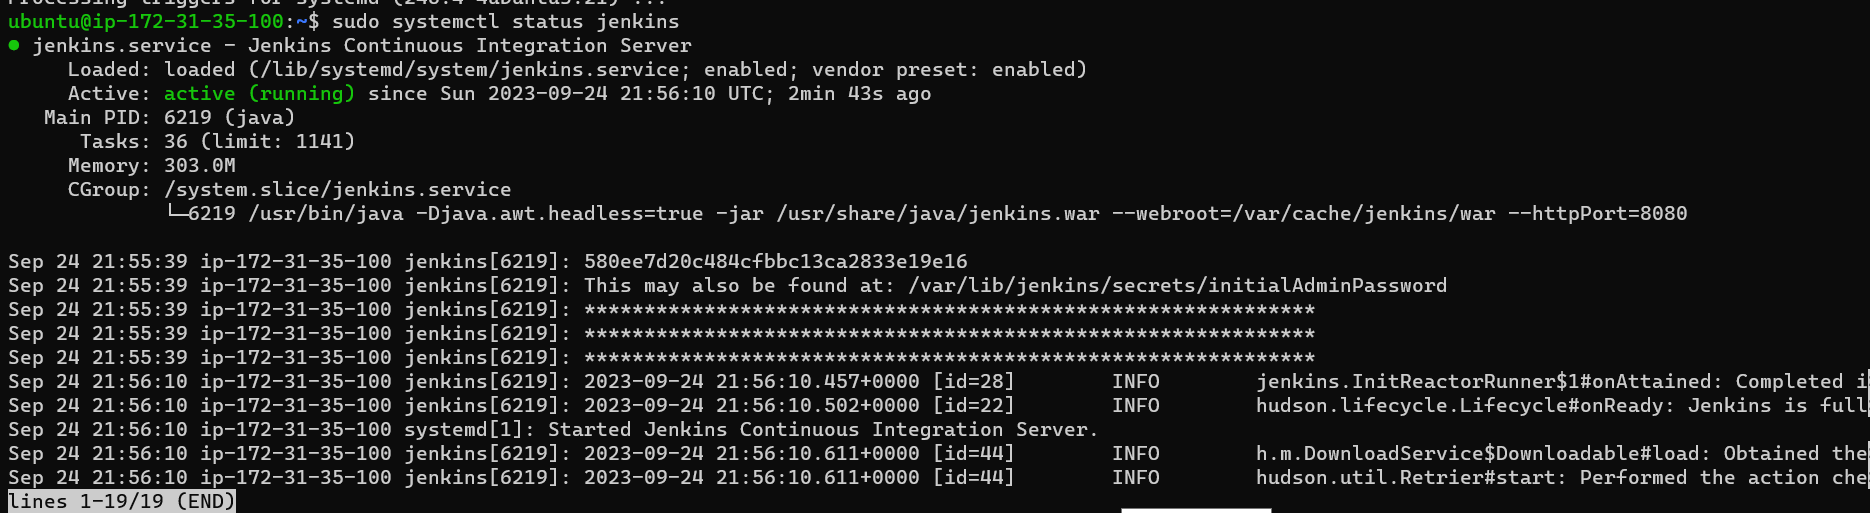 Processing triggers for systemd (245.4-4ubuntu3.21) ...
ubuntu@ip-172-31-35-100:~$ sudo systemctl status jenkins
● jenkins.service - Jenkins Continuous Integration Server
     Loaded: loaded (/lib/systemd/system/jenkins.service; enabled; vendor preset: enabled)
     Active: active (running) since Sun 2023-09-24 21:56:10 UTC; 2min 43s ago
   Main PID: 6219 (java)
      Tasks: 36 (limit: 1141)
     Memory: 303.0M
     CGroup: /system.slice/jenkins.service
             └─6219 /usr/bin/java -Djava.awt.headless=true -jar /usr/share/java/jenkins.war --webroot=/var/cache/jenkins/war --httpPort=8080
Sep 24 21:55:39 ip-172-31-35-100 jenkins[6219]: 580ee7d20c484cfbbc13ca2833e19e16
Sep 24 21:55:39 ip-172-31-35-100 jenkins[6219]: This may also be found at: /var/lib/jenkins/secrets/initialAdminPassword
Sep 24 21:55:39 ip-172-31-35-100 jenkins[6219]: *************************************************************
Sep 24 21:55:39 ip-172-31-35-100 jenkins[6219]: *************************************************************
Sep 24 21:55:39 ip-172-31-35-100 jenkins[6219]: *************************************************************
Sep 24 21:56:10 ip-172-31-35-100 jenkins[6219]: 2023-09-24 21:56:10.457+0000 [id=28]        INFO        jenkins.InitReactorRunner$1#onAttained: Completed i
Sep 24 21:56:10 ip-172-31-35-100 jenkins[6219]: 2023-09-24 21:56:10.502+0000 [id=22]        INFO        hudson.lifecycle.Lifecycle#onReady: Jenkins is full
Sep 24 21:56:10 ip-172-31-35-100 systemd[1]: Started Jenkins Continuous Integration Server.
Sep 24 21:56:10 ip-172-31-35-100 jenkins[6219]: 2023-09-24 21:56:10.611+0000 [id=44]        INFO        h.m.DownloadService$Downloadable#load: Obtained the
Sep 24 21:56:10 ip-172-31-35-100 jenkins[6219]: 2023-09-24 21:56:10.611+0000 [id=44]        INFO        hudson.util.Retrier#start: Performed the action che
lines 1-19/19 (END)